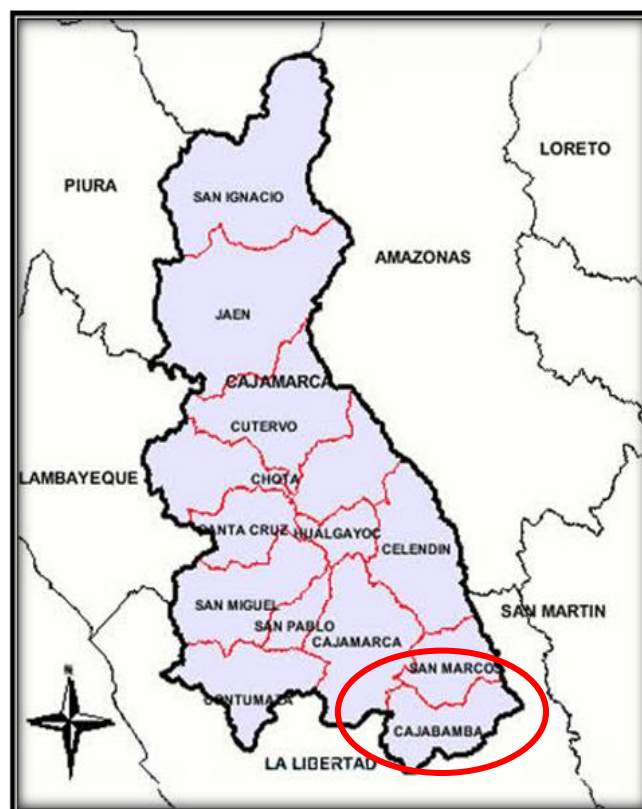 LORETO
PIURA
SAN IGNACIO
AMAZONAS
JAEN
CAJAMARCA
CUTERVO
LAMBAYEQUE
CHOTA
SANTA CRUZ
HUALGAYOC
CELENDIN
SAN MIGUEL
SAN MARTIN
SAN PABLO
CAJAMARCA
SAN MARCOS
N
CONTUMAZA
CAJABAMBA
LA LIBERTAD